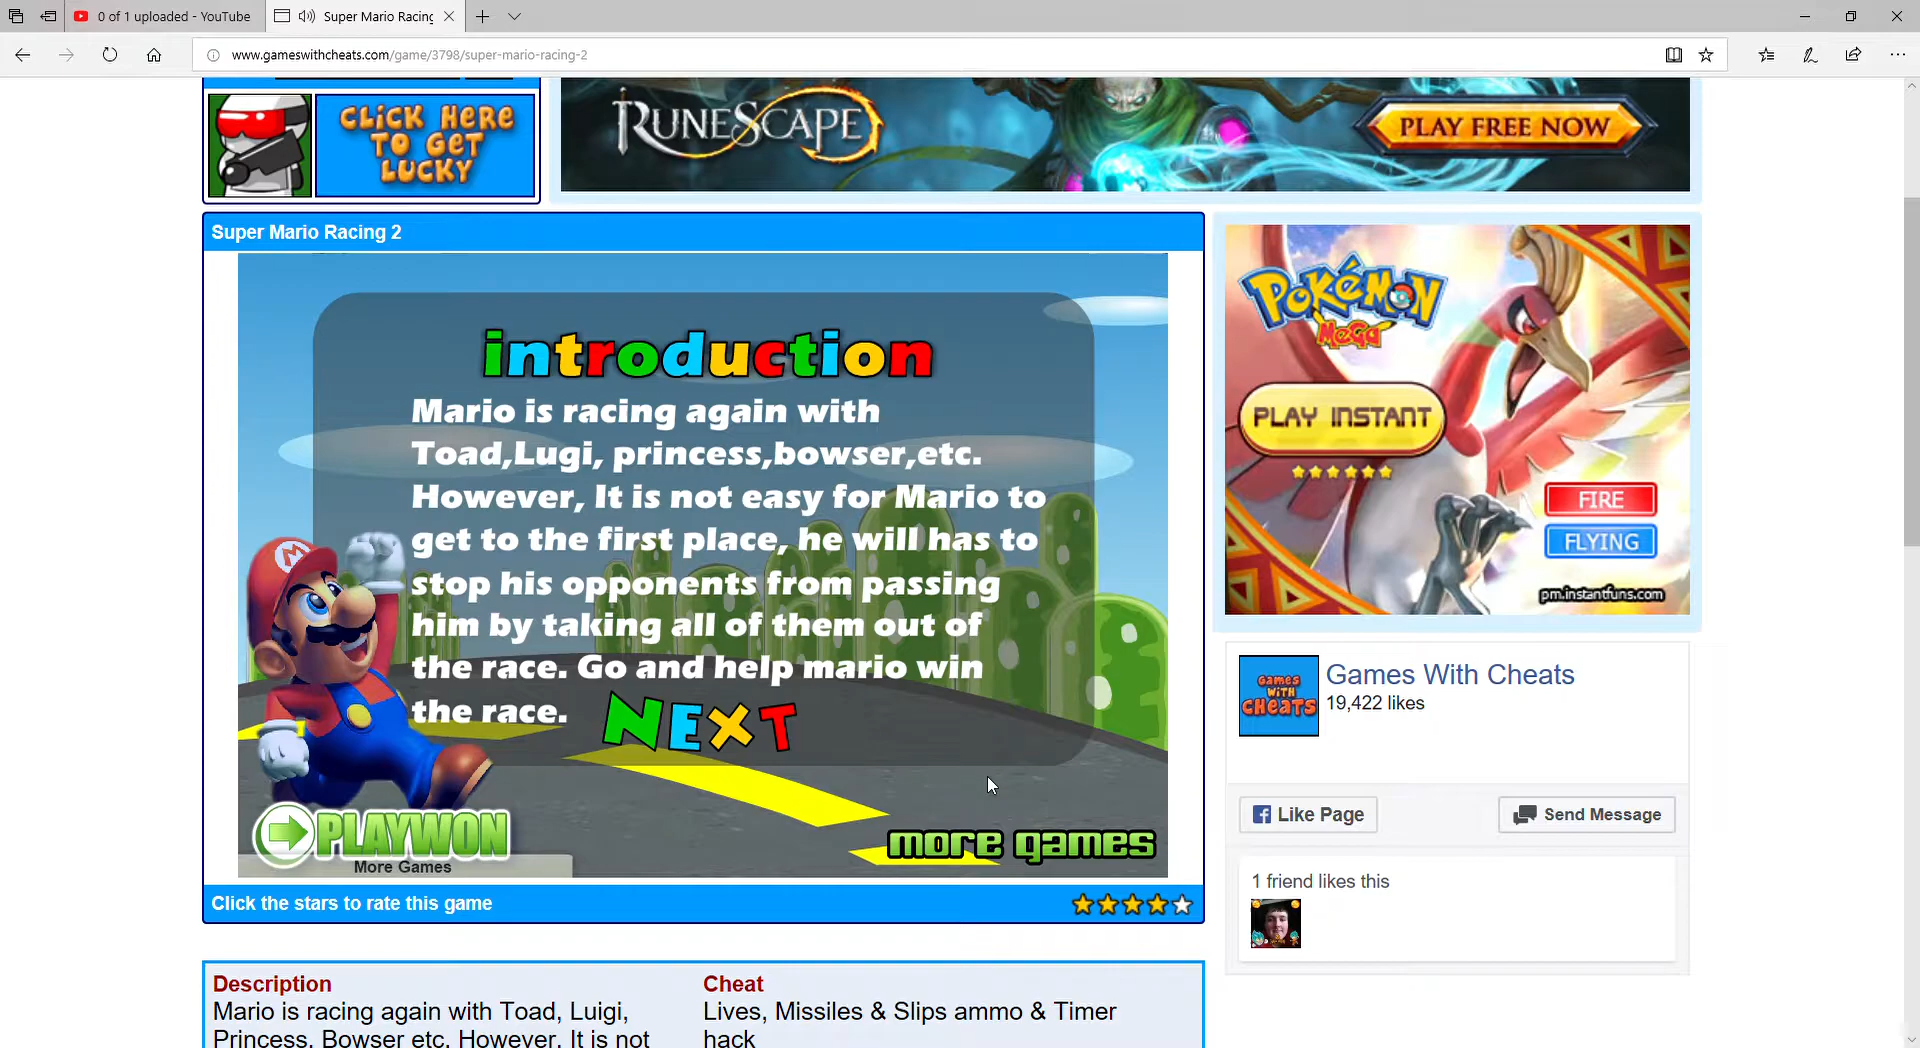 0 of 1 uploaded - YouTube
Super Mario Racing
www.gameswithcheats.com/game/3798/super-mario-racing-2
CLICK HERE
TO GET
LUCKY
RUNESCAPE
PLAY FREE NOW
Super Mario Racing 2
introduction
Mario is racing again with
Toad,Lugi, princess,bowser,etc.
However, It is not easy for Mario to
get to the first place, he will has to
stop his opponents from passing
him by taking all of them out of
the race. Go and help mario win
the race.
NEXT
PLAYWON
More Games
more games
Click the stars to rate this game
POKéMON
MeGa
PLAY INSTANT
FIRE
FLYING
pm.instantfuns.com
GAMES
WITH
CHEATS
Games With Cheats
19,422 likes
Like Page
Send Message
1 friend likes this
Description
Mario is racing again with Toad, Luigi,
Princess, Bowser etc. However, It is not
Cheat
Lives, Missiles & Slips ammo & Timer
hack